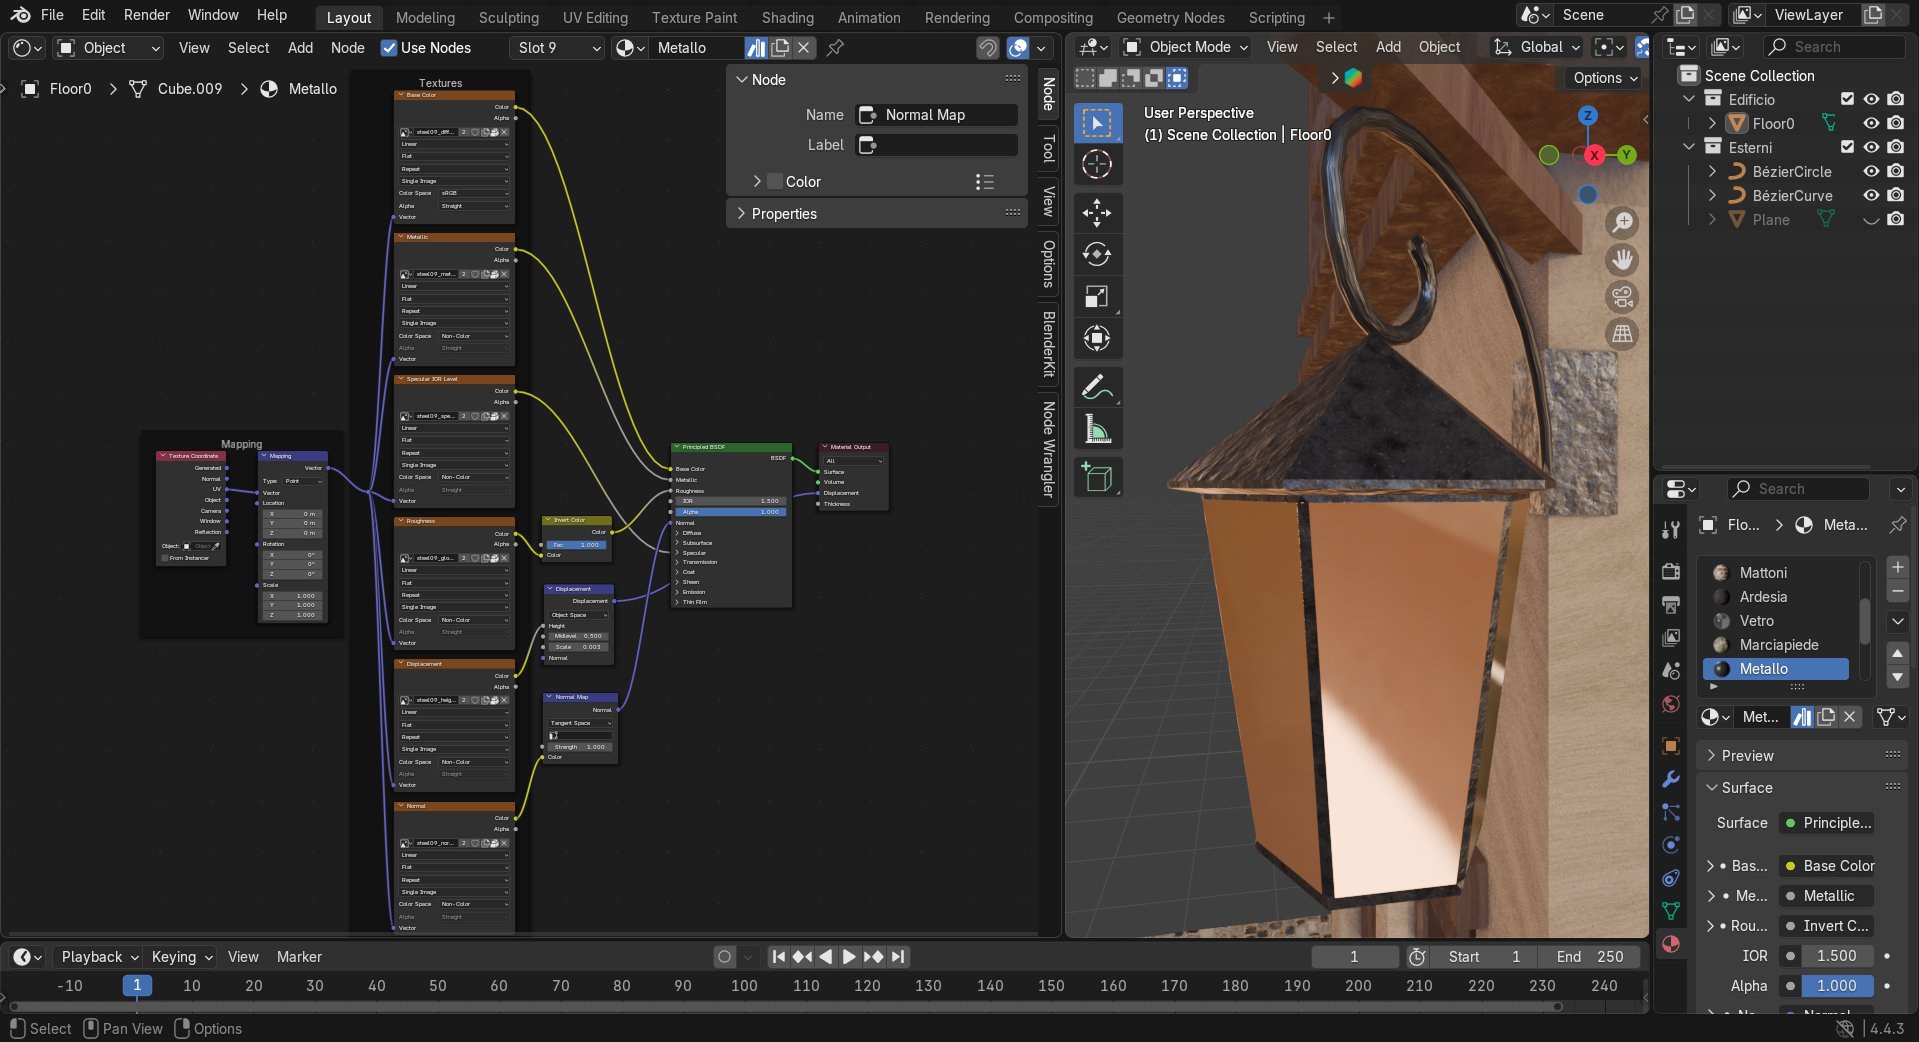 File Edit Render Window Help Layout Modeling Sculpting UV Editing Texture Paint Shading Animation Rendering Compositing Geometry Nodes Scripting + Scene ViewLayer
Object View Select Add Node Use Nodes Slot 9 Metallo
Object Mode View Select Add Object Global
Search
Floor0 > Cube.009 > Metallo
Options
Node
Name Normal Map
Label
Color
Properties
Node
Tool
View
Options
BlenderKit
Node Wrangler
Textures
Base Color
Color
Alpha
steel09_diff... 2
Linear
Flat
Repeat
Single Image
Color Space sRGB
Alpha Straight
Vector
Metallic
Color
Alpha
steel09_met... 2
Linear
Flat
Repeat
Single Image
Color Space Non-Color
Alpha Straight
Vector
Specular IOR Level
Color
Alpha
steel09_spe... 2
Linear
Flat
Repeat
Single Image
Color Space Non-Color
Alpha Straight
Vector
Roughness
Color
Alpha
steel09_glo... 2
Linear
Flat
Repeat
Single Image
Color Space Non-Color
Alpha Straight
Vector
Displacement
Color
Alpha
steel09_heig... 2
Linear
Flat
Repeat
Single Image
Color Space Non-Color
Alpha Straight
Vector
Normal
Color
Alpha
steel09_nor... 2
Linear
Flat
Repeat
Single Image
Color Space Non-Color
Alpha Straight
Vector
Mapping
Texture Coordinate
Generated
Normal
UV
Object
Camera
Window
Reflection
Object: Object
From Instancer
Mapping
Vector
Type: Point
Vector
Location
X 0 m
Y 0 m
Z 0 m
Rotation
X 0°
Y 0°
Z 0°
Scale
X 1.000
Y 1.000
Z 1.000
Invert Color
Color
Fac 1.000
Color
Displacement
Displacement
Object Space
Height
Midlevel 0.500
Scale 0.003
Normal
Normal Map
Normal
Tangent Space
Strength 1.000
Color
Principled BSDF
BSDF
Base Color
Metallic
Roughness
IOR 1.500
Alpha 1.000
Normal
Diffuse
Subsurface
Specular
Transmission
Coat
Sheen
Emission
Thin Film
Material Output
All
Surface
Volume
Displacement
Thickness
User Perspective
(1) Scene Collection | Floor0
Z
X
Y
Scene Collection
Edificio
Floor0
Esterni
BézierCircle
BézierCurve
Plane
Search
Flo... > Meta...
Mattoni
Ardesia
Vetro
Marciapiede
Metallo
Met...
Preview
Surface
Surface Principle...
Bas... Base Color
Me... Metallic
Rou... Invert C...
IOR 1.500
Alpha 1.000
Playback Keying View Marker 1 Start 1 End 250
-10 1 10 20 30 40 50 60 70 80 90 100 110 120 130 140 150 160 170 180 190 200 210 220 230 240
Select Pan View Options 4.4.3